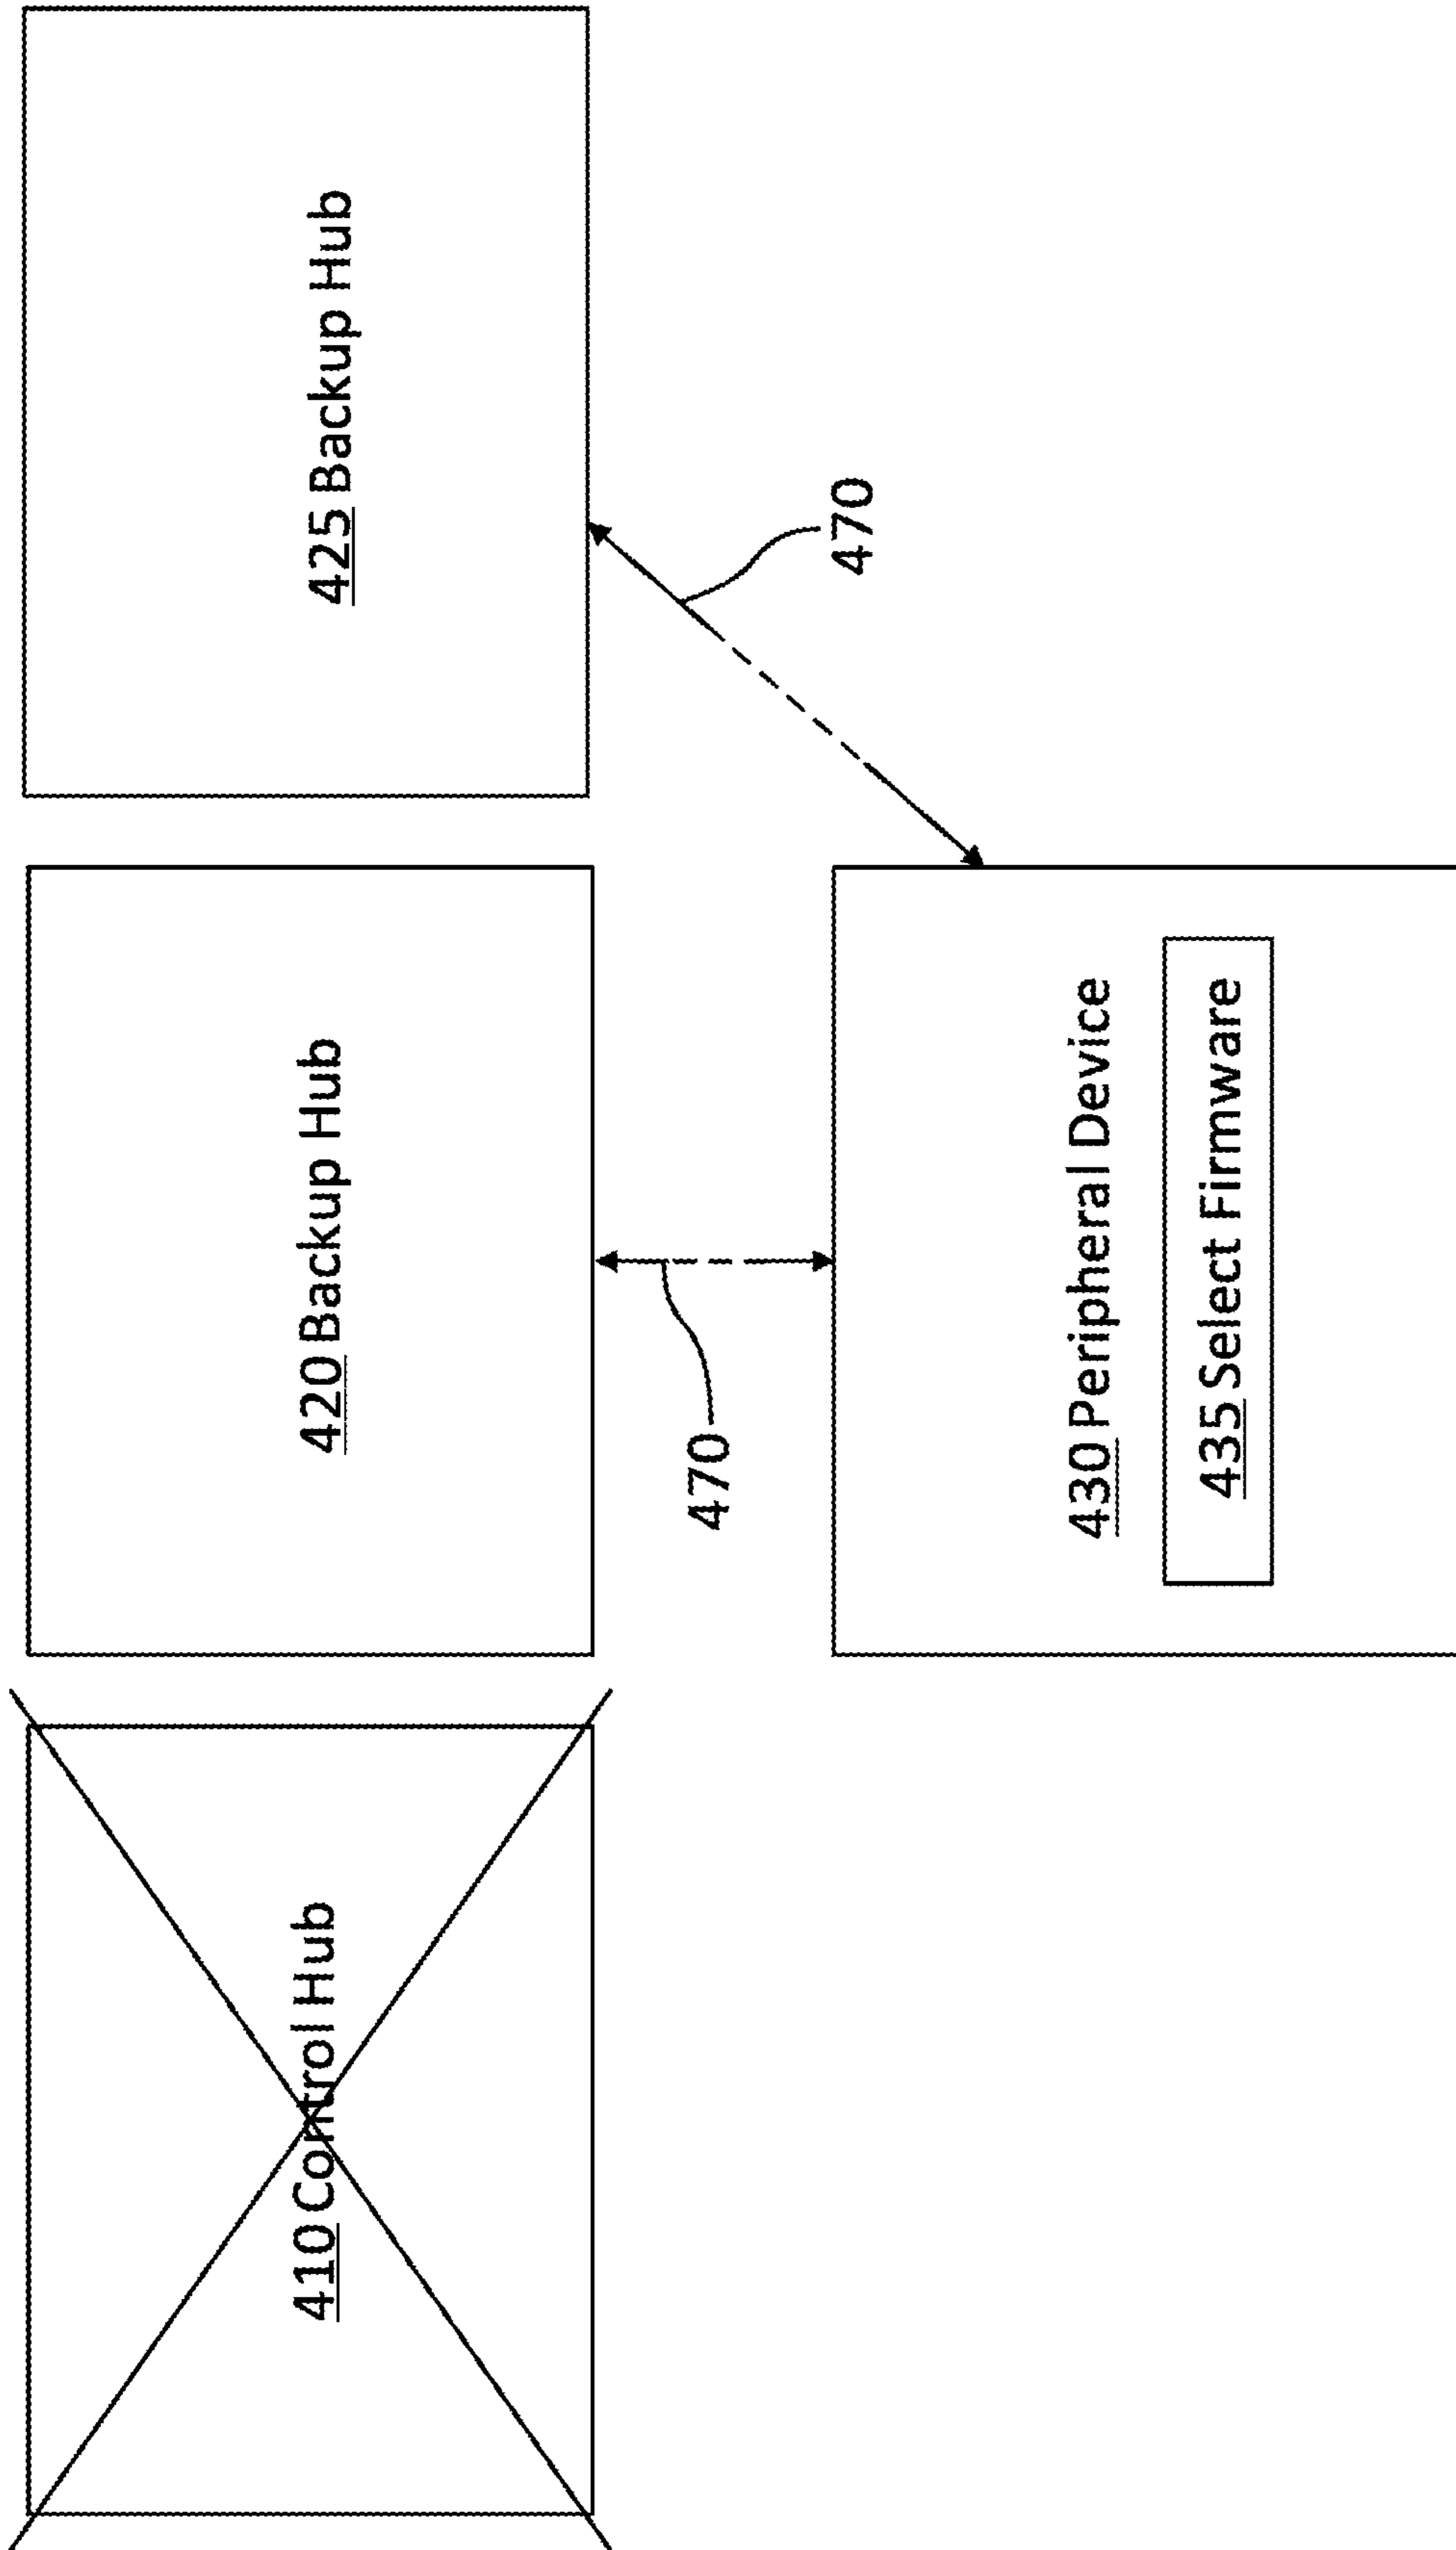 410 Control Hub
420 Backup Hub
425 Backup Hub
470
470
430 Peripheral Device
435 Select Firmware